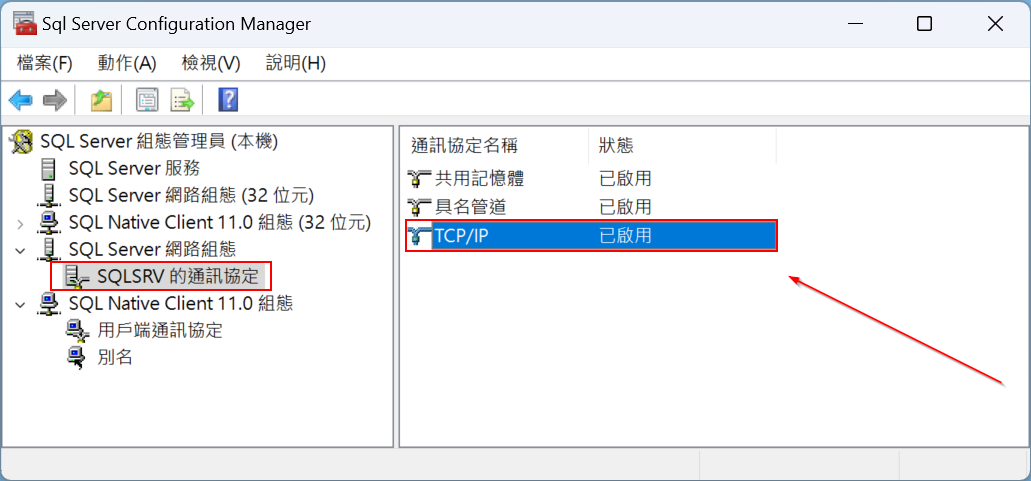 Sql Server Configuration Manager
檔案(F) 動作(A) 檢視(V) 說明(H)
SQL Server 組態管理員 (本機)
SQL Server 服務
SQL Server 網路組態 (32 位元)
SQL Native Client 11.0 組態 (32 位元)
SQL Server 網路組態
SQLSRV 的通訊協定
SQL Native Client 11.0 組態
用戶端通訊協定
別名
通訊協定名稱 狀態
共用記憶體 已啟用
具名管道 已啟用
TCP/IP 已啟用